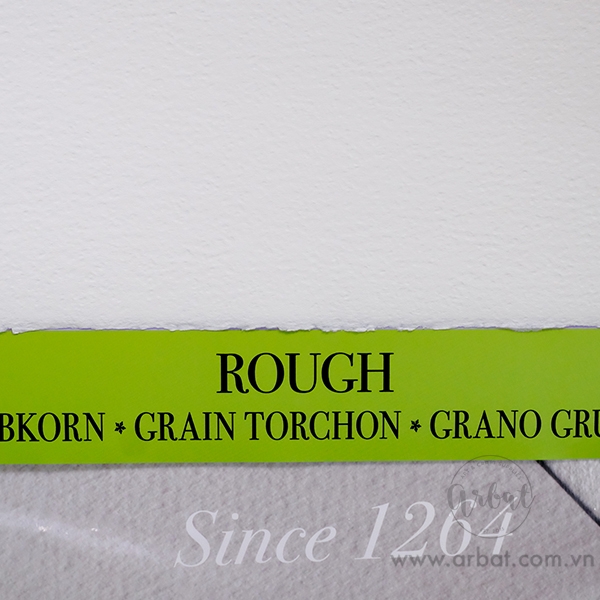 ROUGH
BKORN * GRAIN TORCHON * GRANO GRU
Since 1264
arbat
www.arbat.com.vn